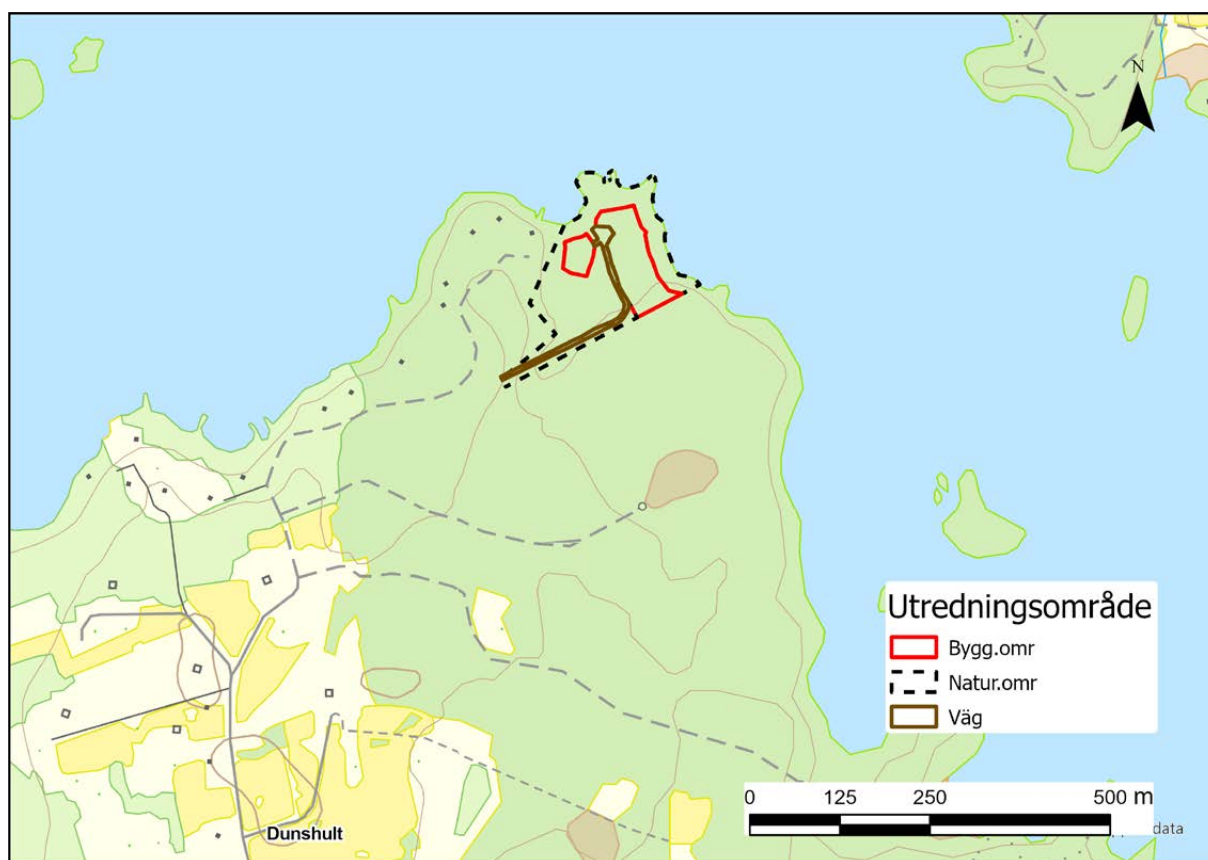 N
Utredningsområde
Bygg.omr
Natur.omr
Väg
0 125 250 500 m
data
Dunshult